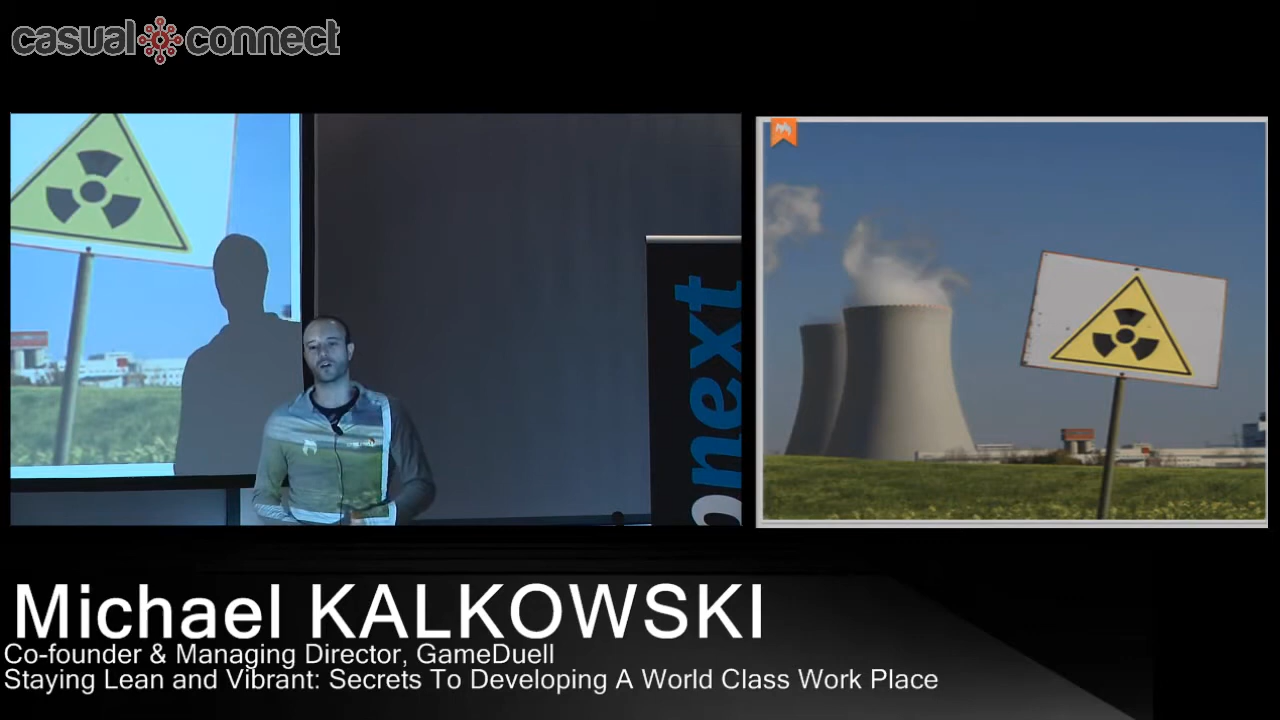 casual connect
onext
Michael KALKOWSKI
Co-founder & Managing Director, GameDuell
Staying Lean and Vibrant: Secrets To Developing A World Class Work Place